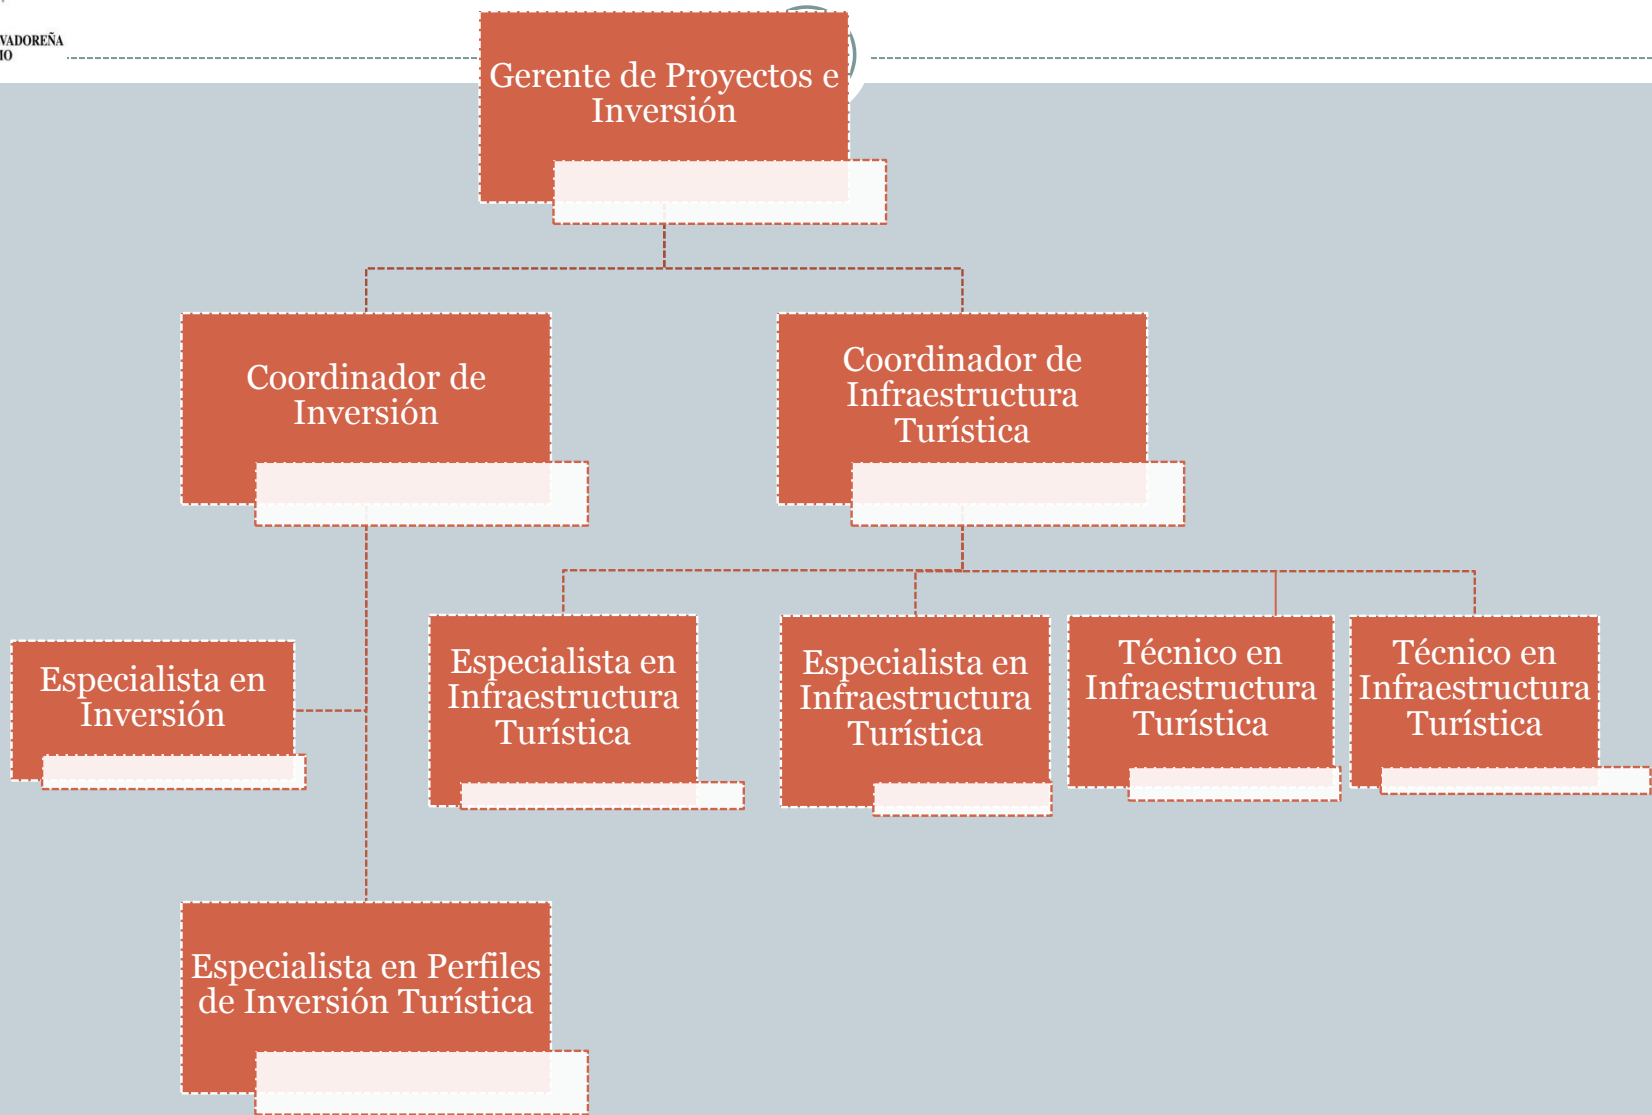 VADOREÑA
Gerente de Proyectos e
Inversión
Coordinador de
Inversión
Coordinador de
Infraestructura
Turística
Especialista en
Inversión
Especialista en
Infraestructura
Turística
Especialista en
Infraestructura
Turística
Técnico en
Infraestructura
Turística
Técnico en
Infraestructura
Turística
Especialista en Perfiles
de Inversión Turística